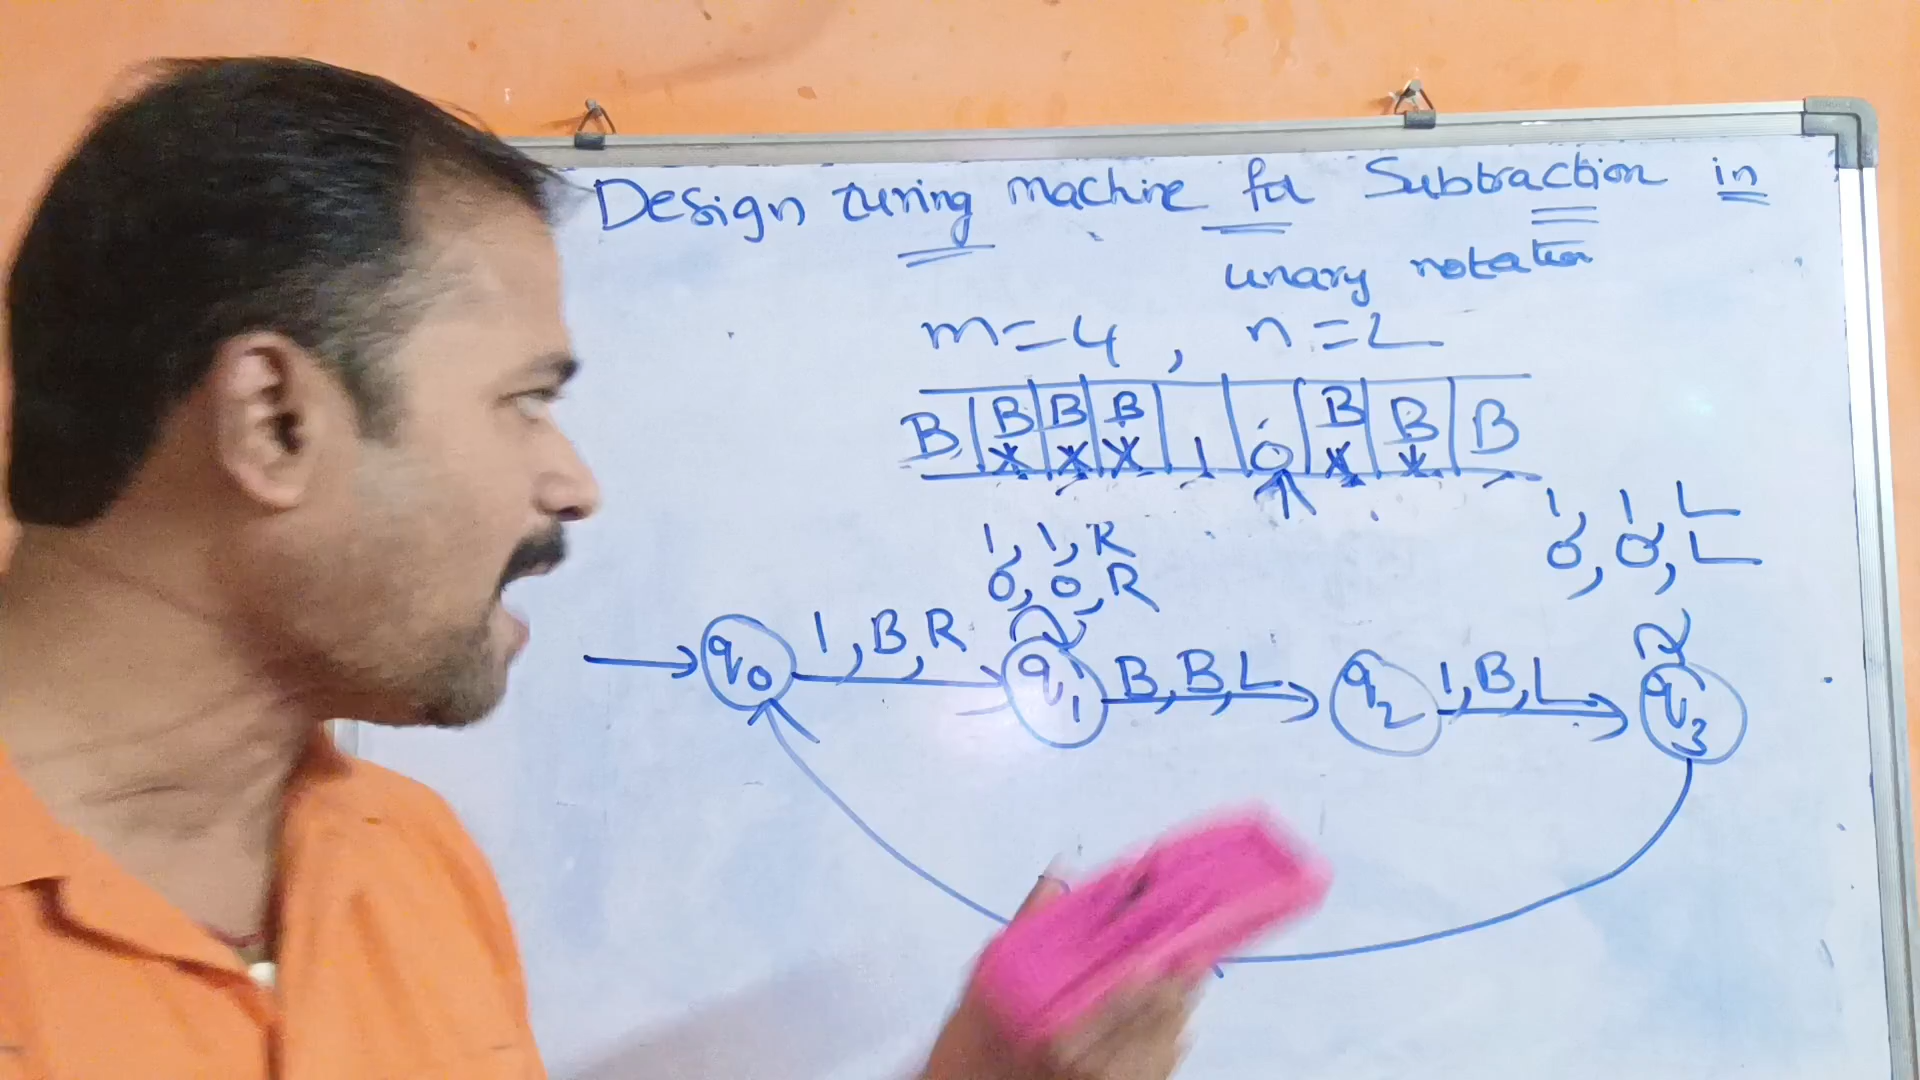 Design turing machine for Subtraction in
unary notation
m=4, n=2
B B B B 1 0 B B B
1, 1, R
0, 0, R
1, 1, L
0, 0, L
q0 1,B,R q1 B,B,L q2 1,B,L q3